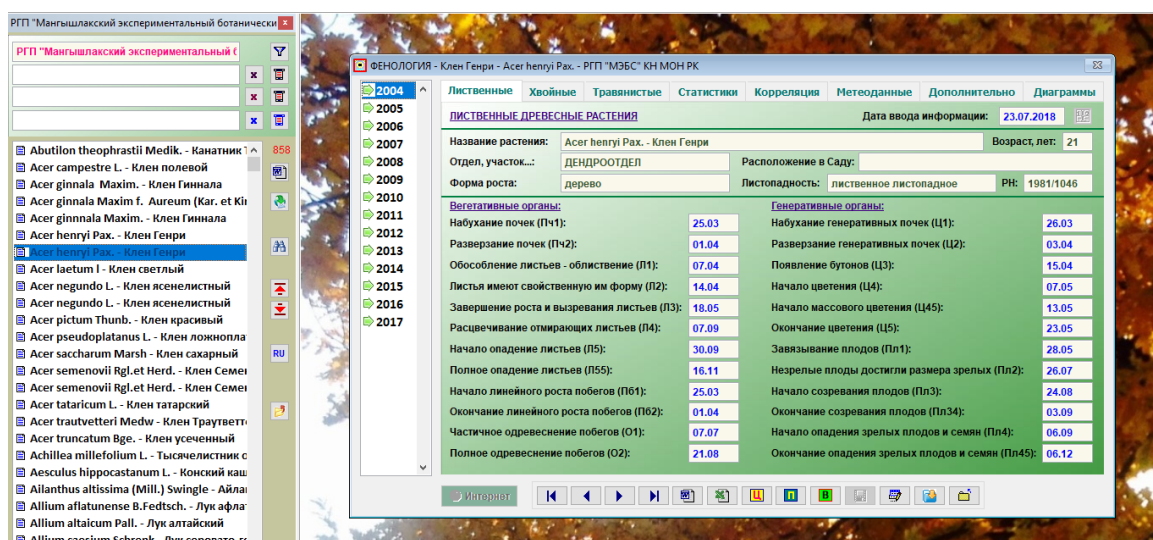 РГП "Мангышлакский экспериментальный ботанически
x
РГП "Мангышлакский экспериментальный б
x
x
x
858
RU
Abutilon theophrastii Medik. - Канатник Т
Acer campestre L. - Клен полевой
Acer ginnala Maxim. - Клен Гиннала
Acer ginnala Maxim f. Aureum (Kar. et Kir
Acer ginnnala Maxim. - Клен Гиннала
Acer henryi Pax. - Клен Генри
Acer henryi Pax. - Клен Генри
Acer laetum l - Клен светлый
Acer negundo L. - Клен ясенелистный
Acer negundo L. - Клен ясенелистный
Acer pictum Thunb. - Клен красивый
Acer pseudoplatanus L. - Клен ложнопла
Acer saccharum Marsh - Клен сахарный
Acer semenovii Rgl.et Herd. - Клен Семен
Acer semenovii Rgl.et Herd. - Клен Семен
Acer tataricum L. - Клен татарский
Acer trautvetteri Medw - Клен Траутветт
Acer truncatum Bge. - Клен усеченный
Achillea millefolium L. - Тысячелистник о
Aesculus hippocastanum L. - Конский каш
Ailanthus altissima (Mill.) Swingle - Айла
Allium aflatunense B.Fedtsch. - Лук афла
Allium altaicum Pall. - Лук алтайский
Allium caesium Schrenk - Лук
ФЕНОЛОГИЯ - Клен Генри - Acer henryi Pax. - РГП "МЭБС" КН МОН РК
2004
2005
2006
2007
2008
2009
2010
2011
2012
2013
2014
2015
2016
2017
Лиственные Хвойные Травянистые Статистики Корреляция Метеоданные Дополнительно Диаграммы
ЛИСТВЕННЫЕ ДРЕВЕСНЫЕ РАСТЕНИЯ Дата ввода информации: 23.07.2018
Название растения: Acer henryi Pax. - Клен Генри Возраст, лет: 21
Отдел, участок...: ДЕНДРООТДЕЛ Расположение в Саду:
Форма роста: дерево Листопадность: лиственное листопадное РН: 1981/1046
Вегетативные органы: Генеративные органы:
Набухание почек (Пч1): 25.03 Набухание генеративных почек (Ц1): 26.03
Разверзание почек (Пч2): 01.04 Разверзание генеративных почек (Ц2): 03.04
Обособление листьев - облиствение (Л1): 07.04 Появление бутонов (Ц3): 15.04
Листья имеют свойственную им форму (Л2): 14.04 Начало цветения (Ц4): 07.05
Завершение роста и вызревания листьев (Л3): 18.05 Начало массового цветения (Ц45): 13.05
Расцвечивание отмирающих листьев (Л4): 07.09 Окончание цветения (Ц5): 23.05
Начало опадение листьев (Л5): 30.09 Завязывание плодов (Пл1): 28.05
Полное опадение листьев (Л55): 16.11 Незрелые плоды достигли размера зрелых (Пл2): 26.07
Начало линейного роста побегов (Пб1): 25.03 Начало созревания плодов (Пл3): 24.08
Окончание линейного роста побегов (Пб2): 01.04 Окончание созревания плодов (Пл34): 03.09
Частичное одревеснение побегов (О1): 07.07 Начало опадения зрелых плодов и семян (Пл4): 06.09
Полное одревеснение побегов (О2): 21.08 Окончание опадения зрелых плодов и семян (Пл45): 06.12
Интернет Ц П В